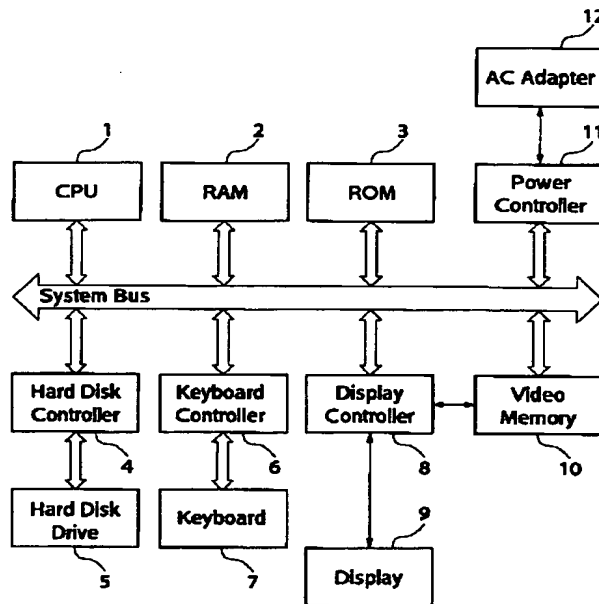 12
AC Adapter
11
1
2
3
CPU
RAM
ROM
Power
Controller
System Bus
Hard Disk
Controller
Keyboard
Controller
Display
Controller
Video
Memory
4
6
8
10
Hard Disk
Drive
Keyboard
9
5
7
Display